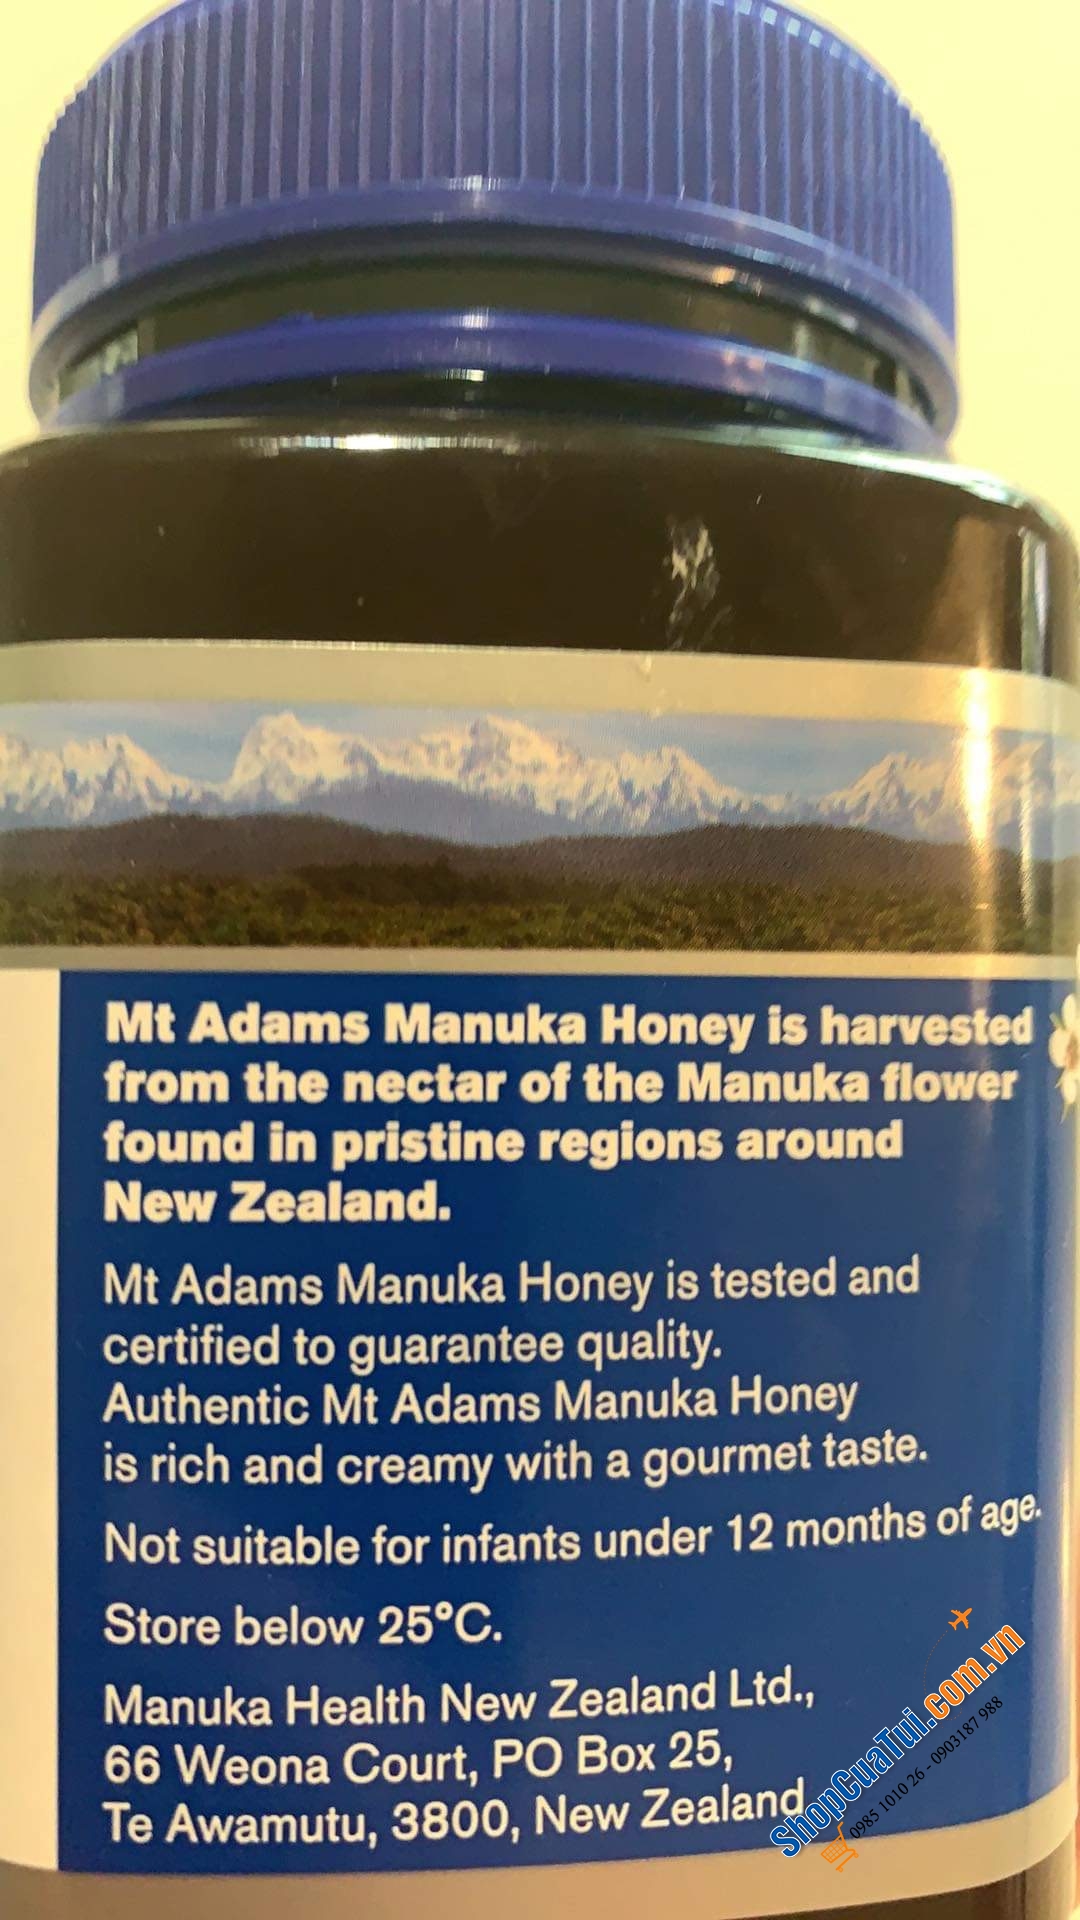 Mt Adams Manuka Honey is harvested
from the nectar of the Manuka flower
found in pristine regions around
New Zealand.
Mt Adams Manuka Honey is tested and
certified to guarantee quality.
Authentic Mt Adams Manuka Honey
is rich and creamy with a gourmet taste.
Not suitable for infants under 12 months of age.
Store below 25°C.
Manuka Health New Zealand Ltd.,
66 Weona Court, PO Box 25,
Te Awamutu, 3800, New Zealand
ShopCuaTui.com.vn
0985 1010 26 - 0903187 988